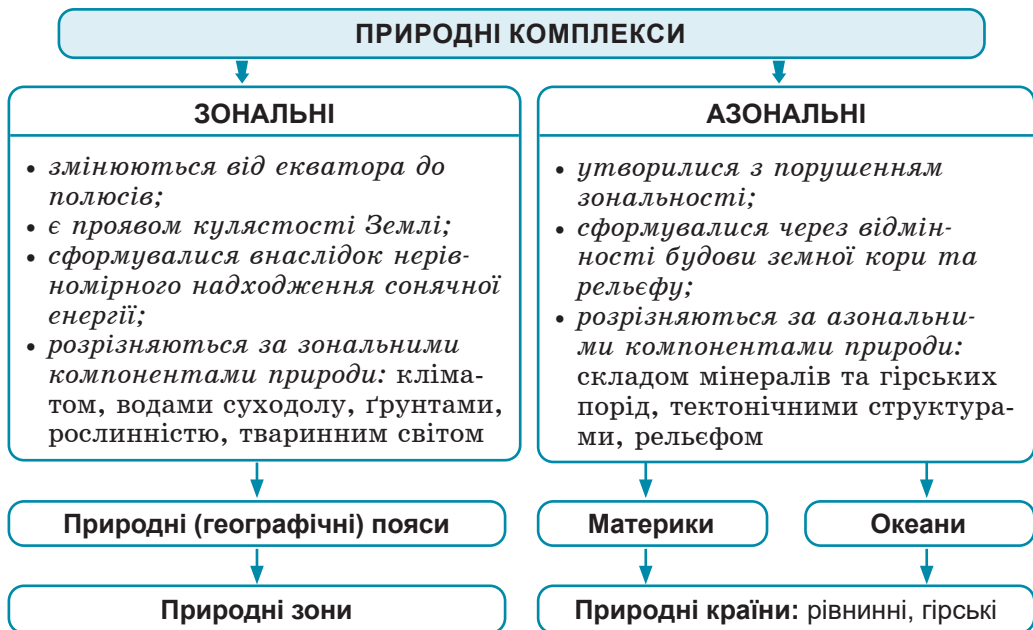 ПРИРОДНІ КОМПЛЕКСИ
ЗОНАЛЬНІ
• змінюються від екватора до
полюсів;
• є проявом кулястості Землі;
• сформувалися внаслідок нерів-
номірного надходження сонячної
енергії;
• розрізняються за зональними
компонентами природи: кліма-
том, водами суходолу, ґрунтами,
рослинністю, тваринним світом
АЗОНАЛЬНІ
• утворилися з порушенням
зональності;
• сформувалися через відмін-
ності будови земної кори та
рельєфу;
• розрізняються за азональни-
ми компонентами природи:
складом мінералів та гірських
порід, тектонічними структура-
ми, рельєфом
Природні (географічні) пояси
Материки
Океани
Природні зони
Природні країни: рівнинні, гірські